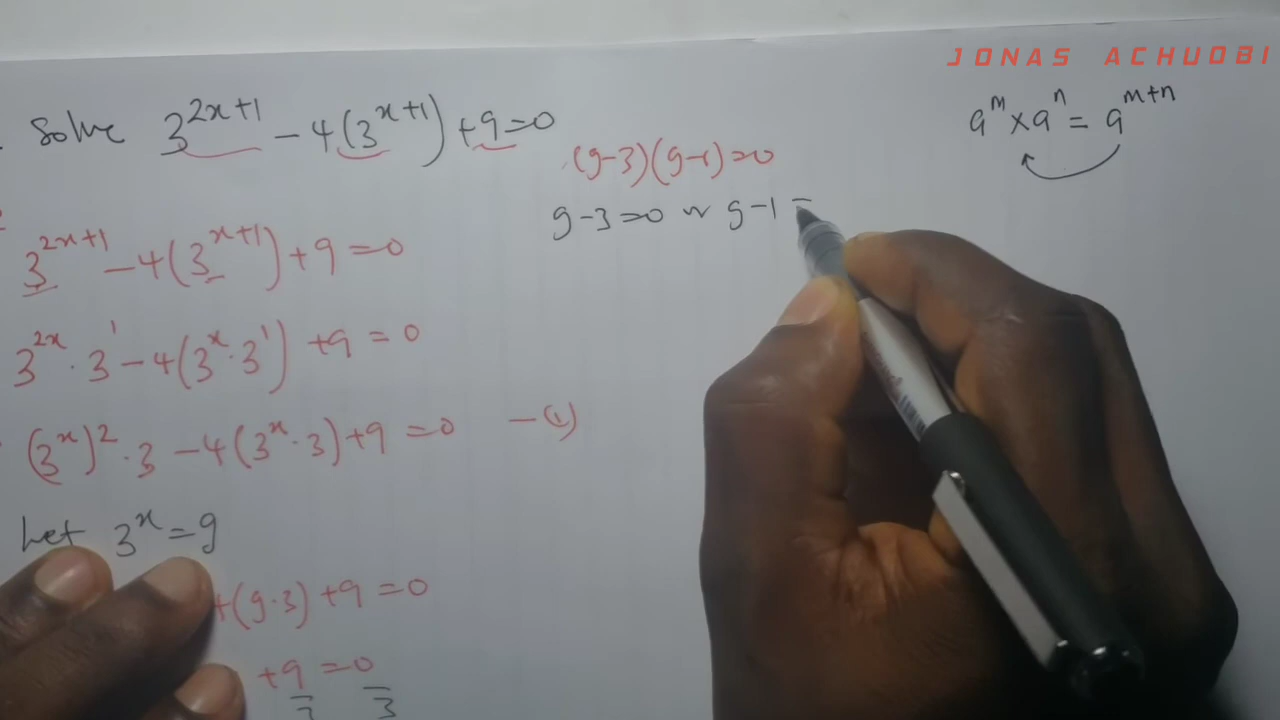 JONAS ACHUOBI
Solve 3^{2x+1} - 4(3^{x+1}) + 9 = 0
3^{2x+1} - 4(3^{x+1}) + 9 = 0
3^{2x} · 3^1 - 4(3^x · 3^1) + 9 = 0
(3^x)^2 · 3 - 4(3^x · 3) + 9 = 0 - (1)
Let 3^x = y
(y·3) + 9 = 0
+ 9/3 = 0/3
(y-3)(y-1) = 0
y - 3 = 0 or y - 1 =
a^m × a^n = a^{m+n}